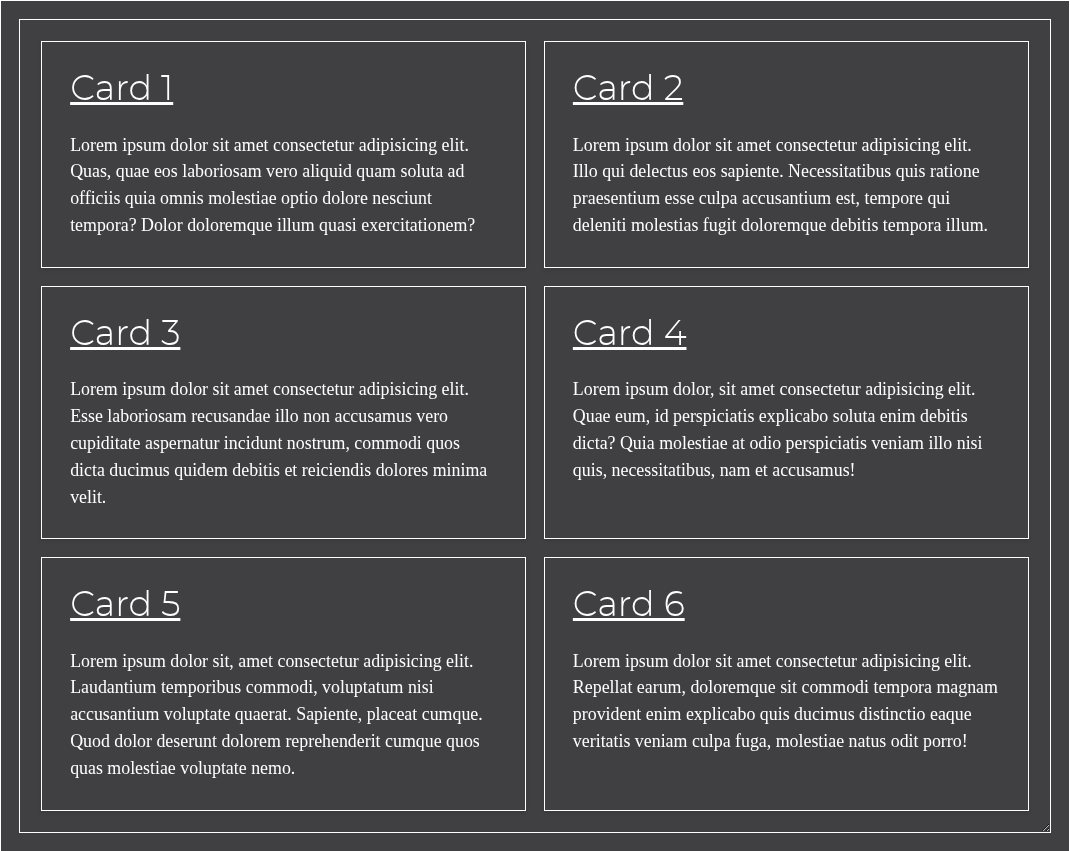 Card 1
Lorem ipsum dolor sit amet consectetur adipisicing elit.
Quas, quae eos laboriosam vero aliquid quam soluta ad
officiis quia omnis molestiae optio dolore nesciunt
tempora? Dolor doloremque illum quasi exercitationem?
Card 2
Lorem ipsum dolor sit amet consectetur adipisicing elit.
Illo qui delectus eos sapiente. Necessitatibus quis ratione
praesentium esse culpa accusantium est, tempore qui
deleniti molestias fugit doloremque debitis tempora illum.
Card 3
Lorem ipsum dolor sit amet consectetur adipisicing elit.
Esse laboriosam recusandae illo non accusamus vero
cupiditate aspernatur incidunt nostrum, commodi quos
dicta ducimus quidem debitis et reiciendis dolores minima
velit.
Card 4
Lorem ipsum dolor, sit amet consectetur adipisicing elit.
Quae eum, id perspiciatis explicabo soluta enim debitis
dicta? Quia molestiae at odio perspiciatis veniam illo nisi
quis, necessitatibus, nam et accusamus!
Card 5
Lorem ipsum dolor sit, amet consectetur adipisicing elit.
Laudantium temporibus commodi, voluptatum nisi
accusantium voluptate quaerat. Sapiente, placeat cumque.
Quod dolor deserunt dolorem reprehenderit cumque quos
quas molestiae voluptate nemo.
Card 6
Lorem ipsum dolor sit amet consectetur adipisicing elit.
Repellat earum, doloremque sit commodi tempora magnam
provident enim explicabo quis ducimus distinctio eaque
veritatis veniam culpa fuga, molestiae natus odit porro!